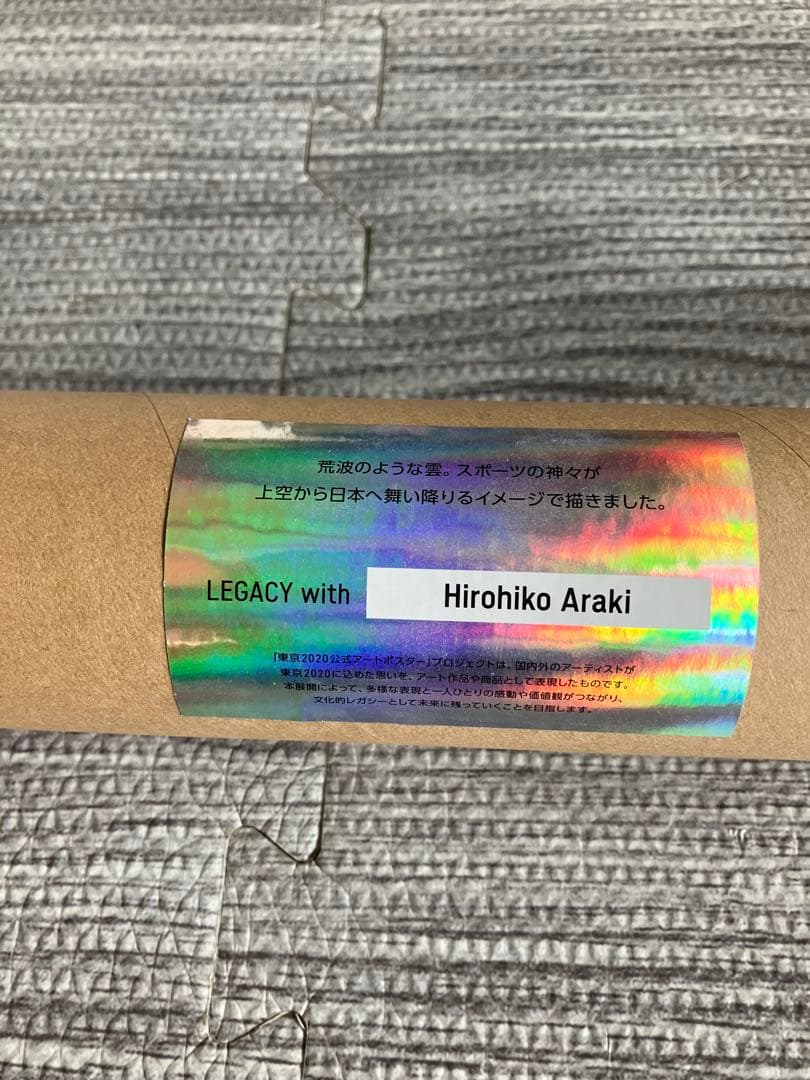 荒波のような雲。スポーツの神々が
上空から日本へ舞い降りるイメージで描きました。
LEGACY with Hirohiko Araki
「東京2020公式アートポスター」プロジェクトは、国内外のアーティストが
東京2020に込めた思いを、アート作品や商品として表現したものです。
本展開によって、多様な表現と一人ひとりの感動や価値観がつながり、
文化的レガシーとして未来に残っていくことを目指します。